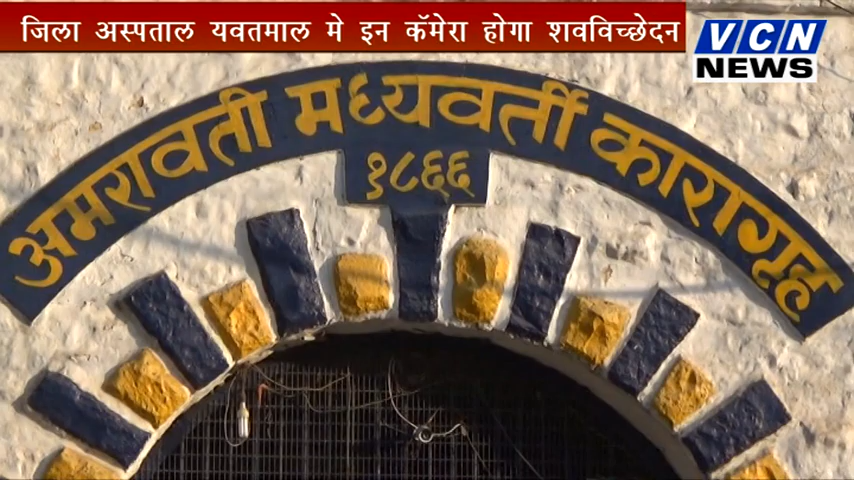 जिला अस्पताल यवतमाल मे इन कॅमेरा होगा शवविच्छेदन
VCN
NEWS
अमरावती मध्यवर्ती कारागृह
१८६६